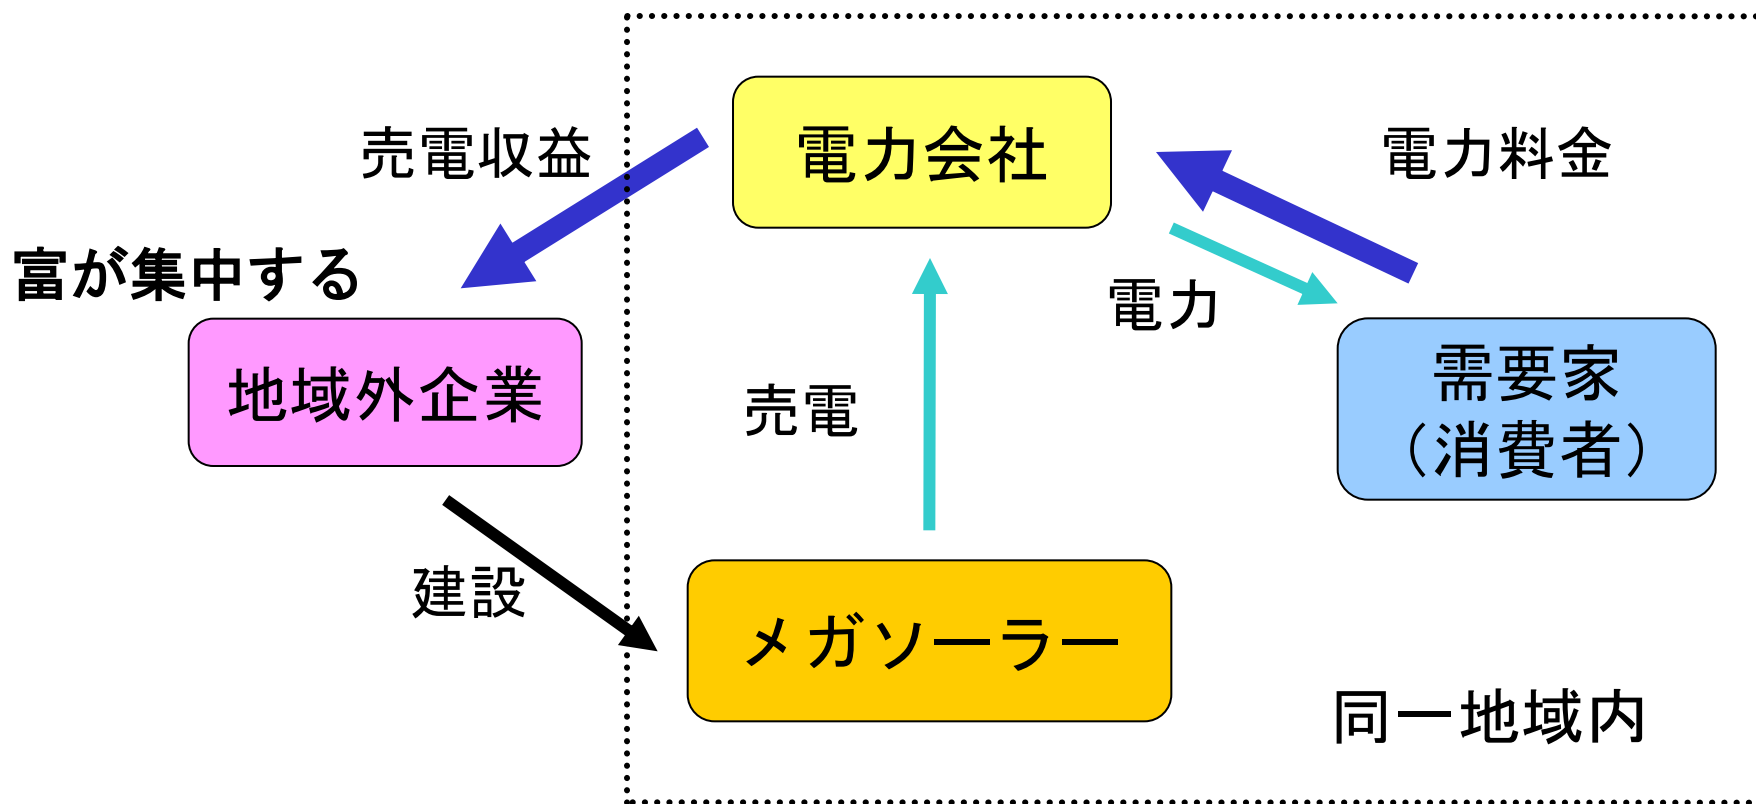 売電収益
電力会社
電力料金
富が集中する
電力
地域外企業
売電
需要家
（消費者）
建設
メガソーラー
同一地域内